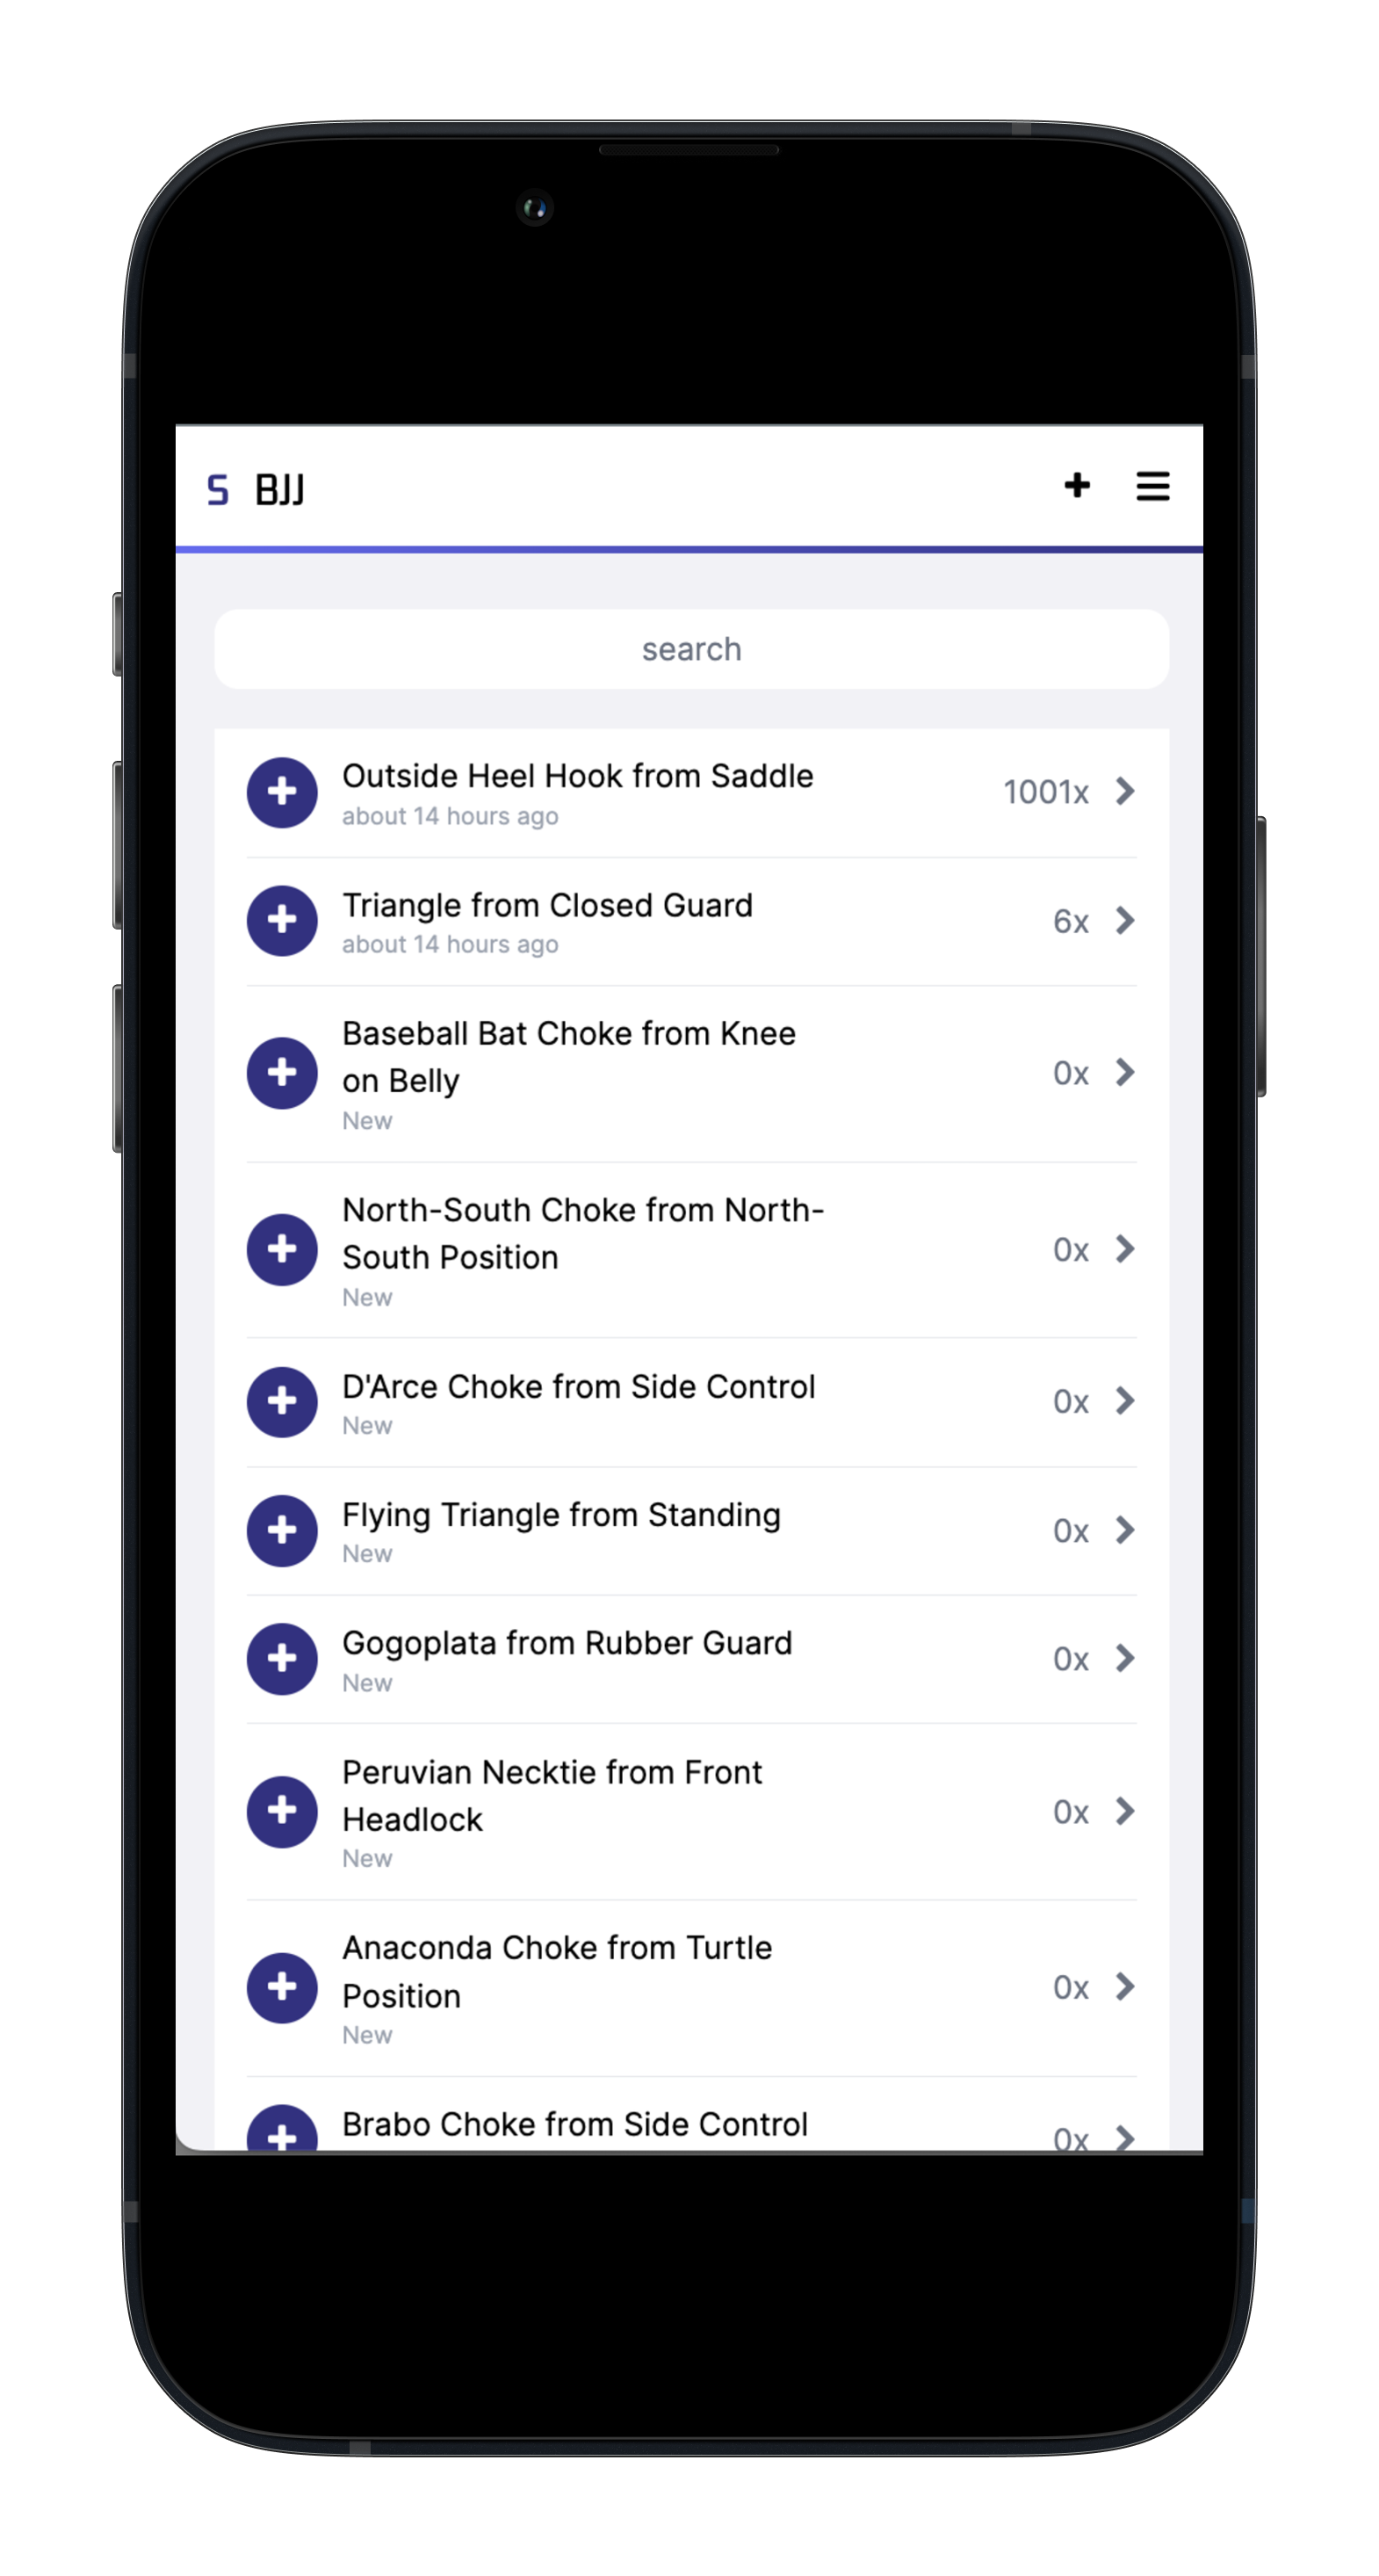 S BJJ
search
Outside Heel Hook from Saddle
about 14 hours ago
1001x
Triangle from Closed Guard
about 14 hours ago
6x
Baseball Bat Choke from Knee
on Belly
New
0x
North-South Choke from North-
South Position
New
0x
D'Arce Choke from Side Control
New
0x
Flying Triangle from Standing
New
0x
Gogoplata from Rubber Guard
New
0x
Peruvian Necktie from Front
Headlock
New
0x
Anaconda Choke from Turtle
Position
New
0x
Brabo Choke from Side Control
0x